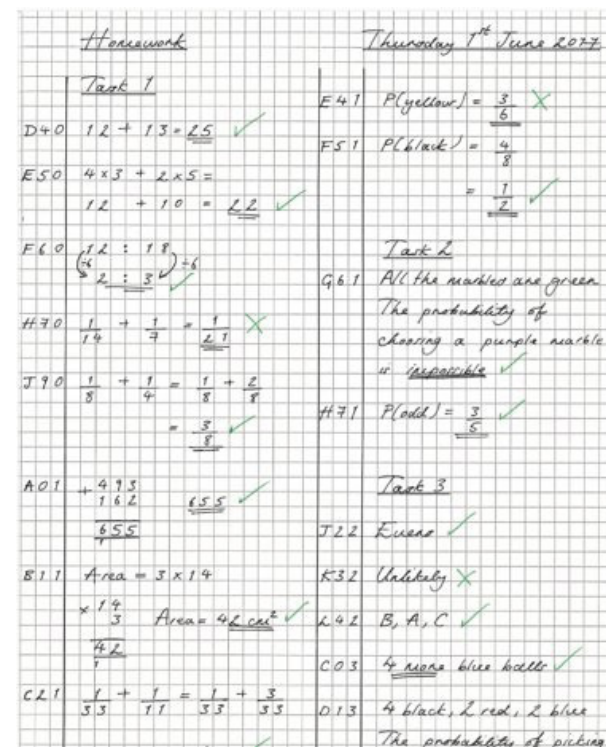 Homework
Thursday 1st June 2077
Task 1
D40 12 + 13 = 25
E50 4 × 3 + 2 × 5 =
12 + 10 = 22
F60 12 : 18
÷6 ÷6
2 : 3
H70 1/14 + 1/7 = 1/21
J90 1/8 + 1/4 = 1/8 + 2/8
= 3/8
A01 + 493
162 655
655
1
B11 Area = 3 × 14
× 14
3 Area = 42 cm²
42
1
C21 1/33 + 1/11 = 1/33 + 3/33
E41 P(yellow) = 3/6
F51 P(black) = 4/8
= 1/2
Task 2
G61 All the marbled are green
The probability of
choosing a purple marble
is impossible
H71 P(odd) = 3/5
Task 3
J22 Evens
K32 Unlikely
L42 B, A, C
C03 4 more blue balls
D13 4 black, 2 red, 2 blue
The probability of picking